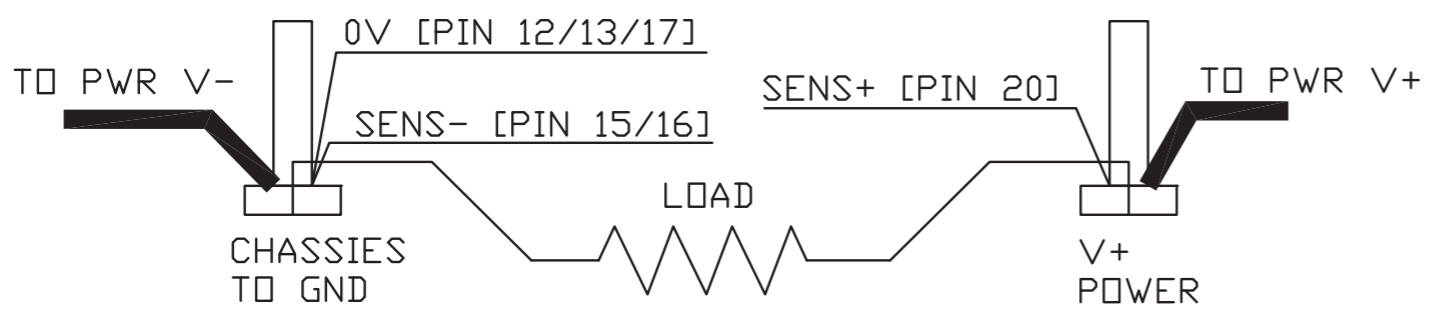 0V [PIN 12/13/17]
TO PWR V-
SENS- [PIN 15/16]
SENS+ [PIN 20]
TO PWR V+
LOAD
CHASSIES
TO GND
V+
POWER